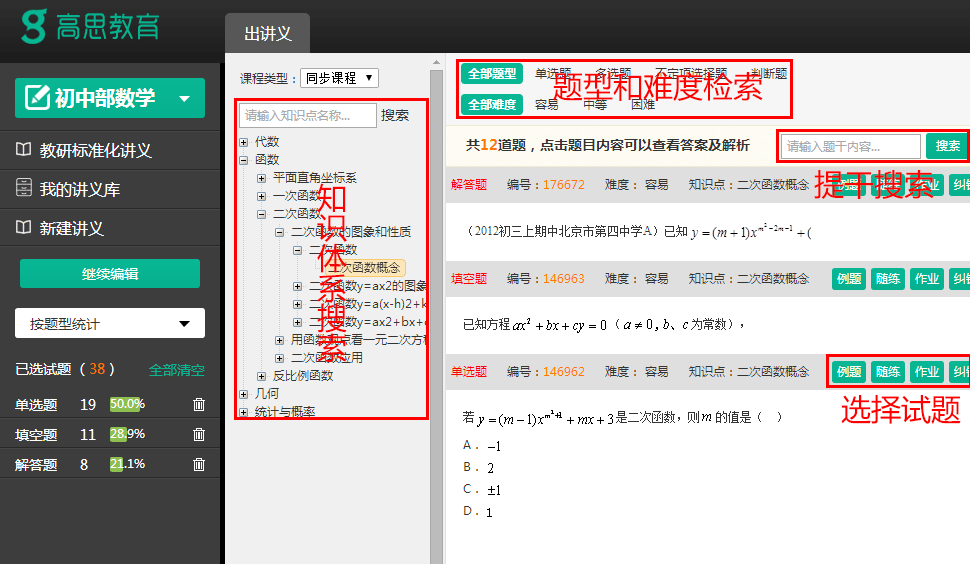 高思教育
出讲义
初中部数学
教研标准化讲义
我的讲义库
新建讲义
继续编辑
按题型统计
已选试题（38） 全部清空
单选题 19 50.0%
填空题 11 28.9%
解答题 8 21.1%
课程类型：同步课程
请输入知识点名称... 搜索
代数
函数
平面直角坐标系
一次函数
二次函数
二次函数的图象和性质
二次函数
二次函数概念
二次函数y=ax2的图象
二次函数y=a(x-h)2+k
二次函数y=ax2+bx+c
用函数观点看一元二次方程
二次函数应用
反比例函数
几何
统计与概率
知识体系搜索
全部题型 单选题 多选题 不定项选择题 判断题
全部难度 容易 中等 困难
题型和难度检索
共12道题，点击题目内容可以查看答案及解析
请输入题干内容... 搜索
提干搜索
解答题 编号：176672 难度： 容易 知识点：二次函数概念 例题 随练 作业 纠错
（2012初三上期中北京市第四中学A）已知 y=(m+1)x^{m²-2m-1}+(
填空题 编号：146963 难度： 容易 知识点：二次函数概念 例题 随练 作业 纠错
已知方程ax²+bx+cy=0（a≠0,b、c为常数），
单选题 编号：146962 难度： 容易 知识点：二次函数概念 例题 随练 作业 纠错
选择试题
若y=(m-1)x^{m²+1}+mx+3是二次函数，则m的值是（ ）
A．-1
B．2
C．±1
D．1